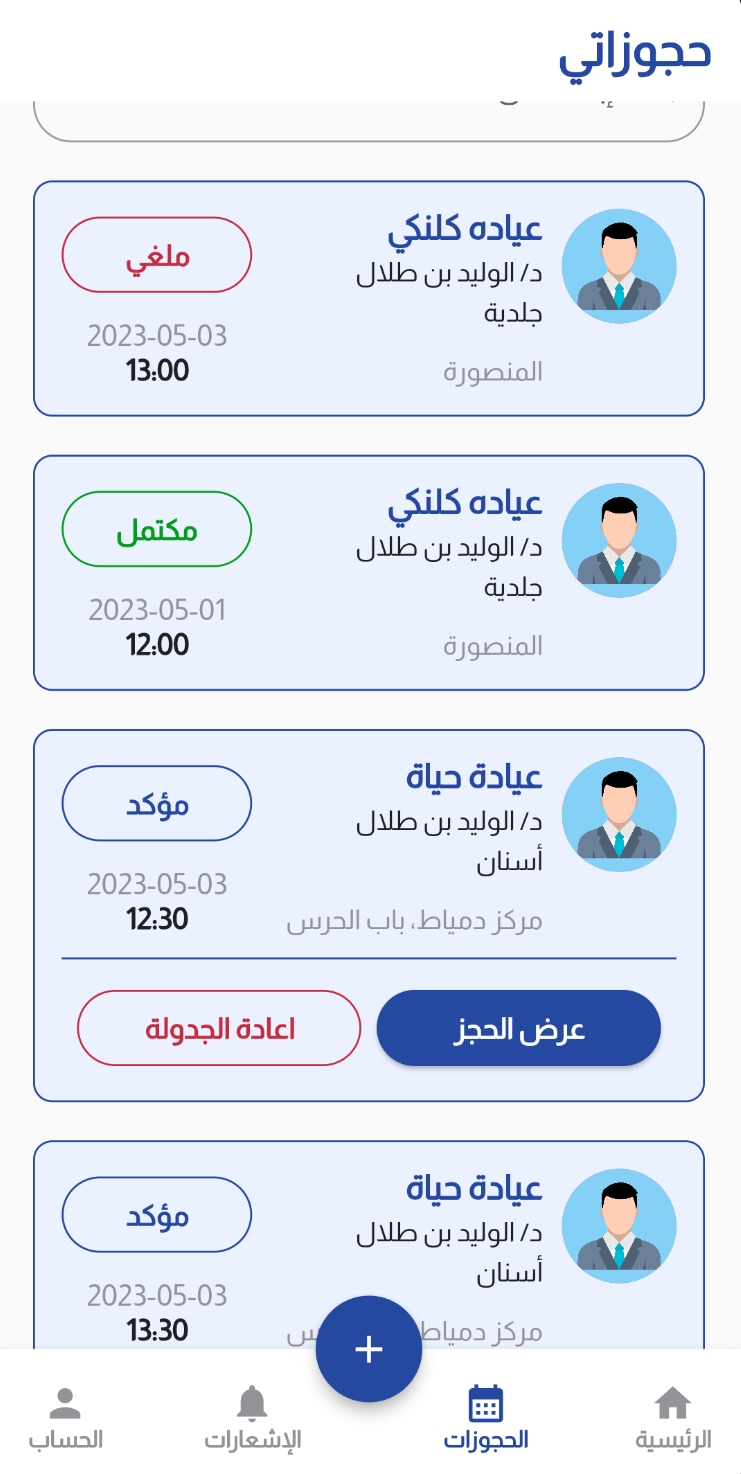 حجوزاتي
عياده كلنكي
د/ الوليد بن طلال
جلدية
المنصورة
ملغي
2023-05-03
13:00
عياده كلنكي
د/ الوليد بن طلال
جلدية
المنصورة
مكتمل
2023-05-01
12:00
عيادة حياة
د/ الوليد بن طلال
أسنان
مركز دمياط، باب الحرس
مؤكد
2023-05-03
12:30
عرض الحجز
اعادة الجدولة
عيادة حياة
د/ الوليد بن طلال
أسنان
مركز دمياط
مؤكد
2023-05-03
13:30
+
الرئيسية
الحجوزات
الإشعارات
الحساب